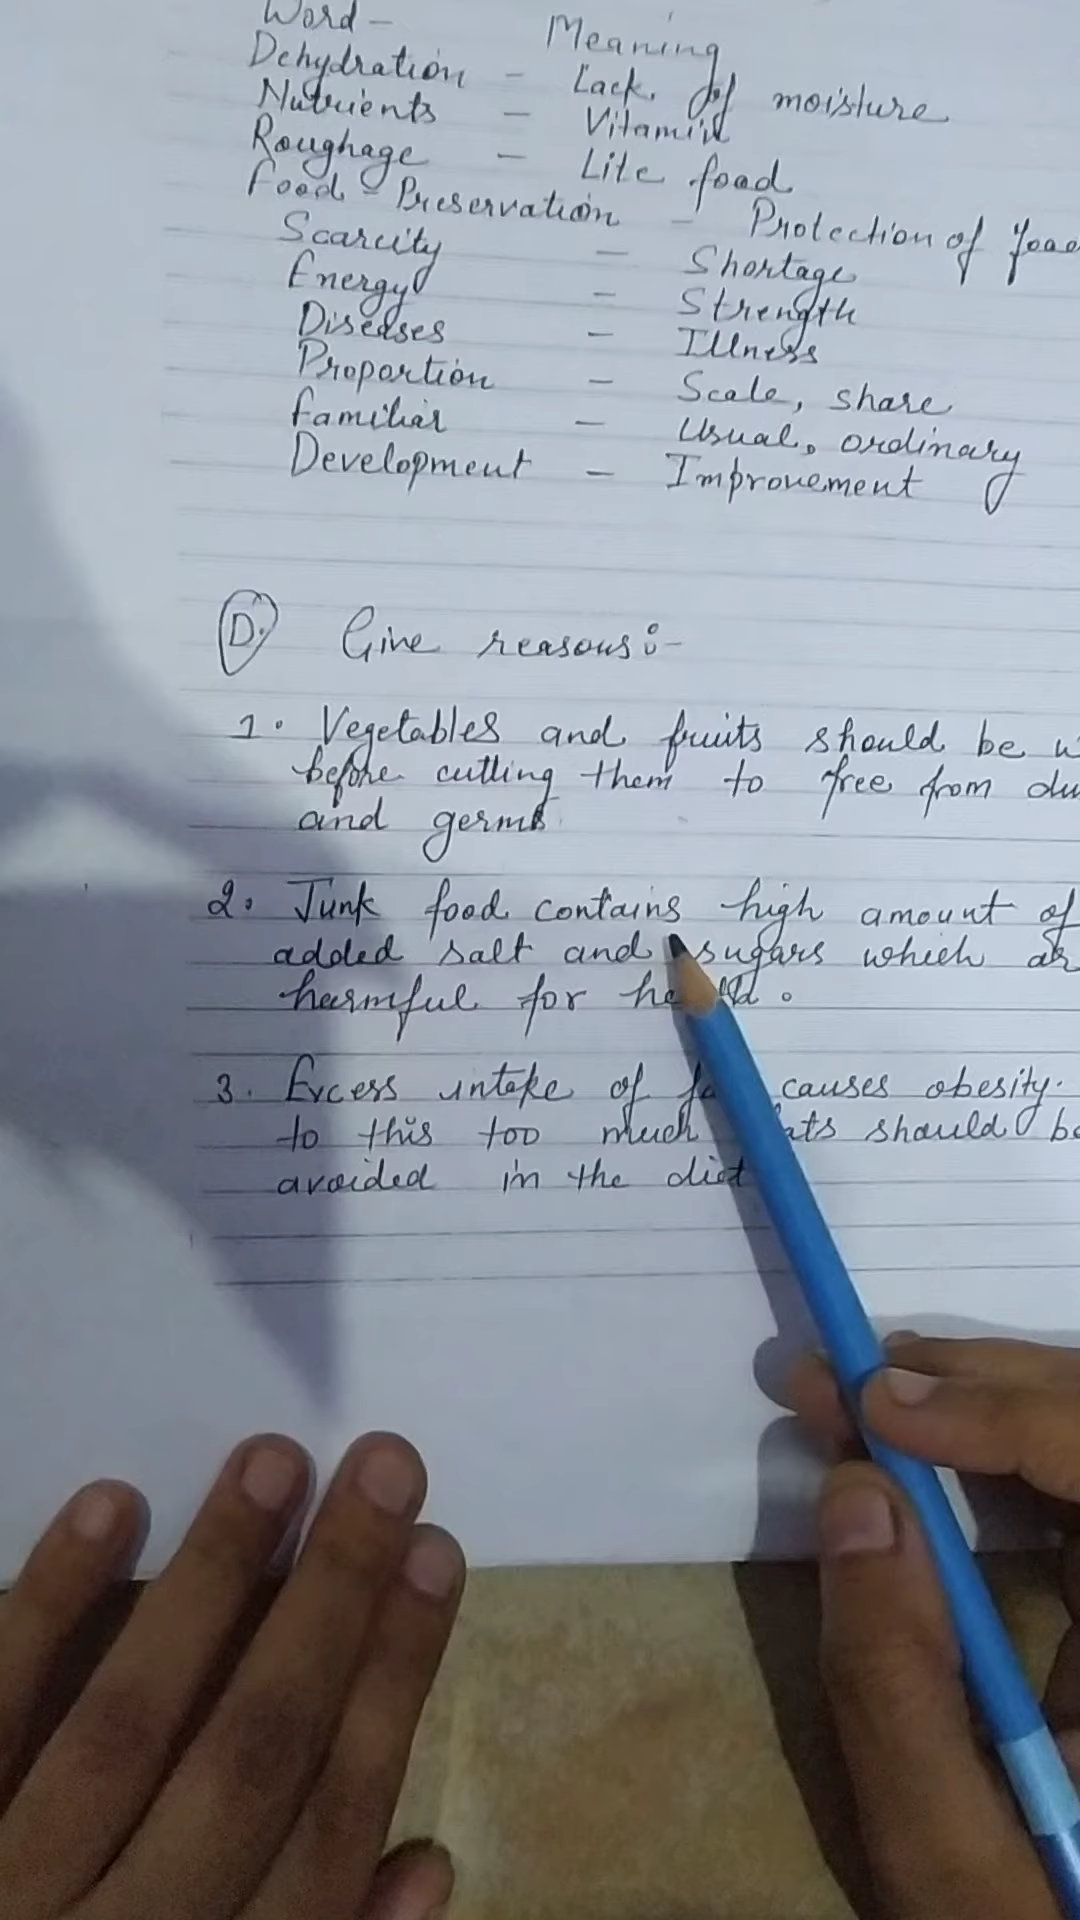 Word - Meaning
Dehydration - Lack of moisture
Nutrients - Vitamin
Roughage - Lite food
Food - Preservation - Protection of food
Scarcity - Shortage
Energy - Strength
Diseases - Illness
Proportion - Scale, share
Familiar - Usual, ordinary
Development - Improvement
D. Give reasons:-
1. Vegetables and fruits should be
before cutting them to free from
and germs
2. Junk food contains high amount of
added salt and sugars which
harmful for
3. Excess intake of causes obesity.
to this too much should be
avoided in the diet